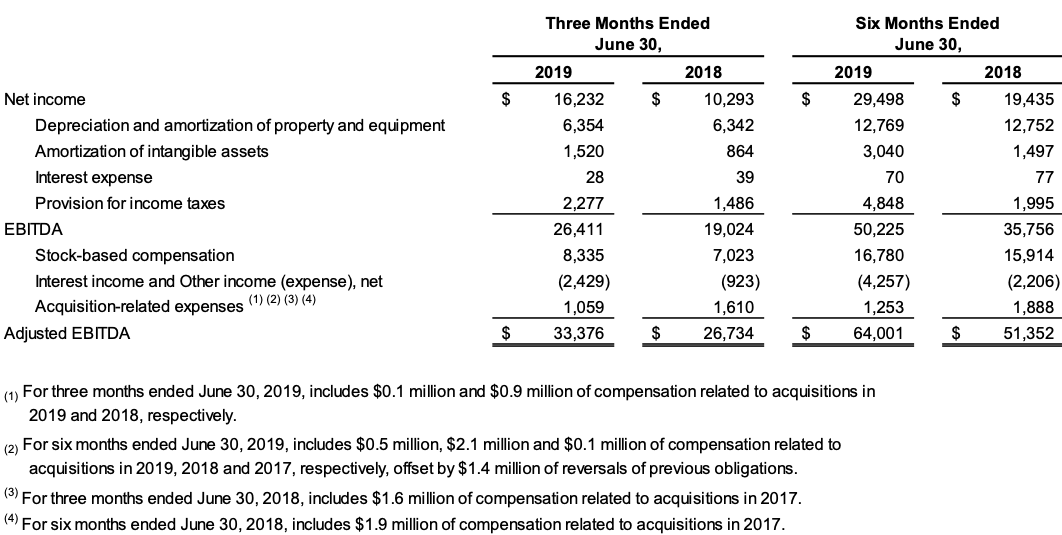 Three Months Ended June 30, Six Months Ended June 30,
2019 2018 2019 2018
Net income $ 16,232 $ 10,293 $ 29,498 $ 19,435
Depreciation and amortization of property and equipment 6,354 6,342 12,769 12,752
Amortization of intangible assets 1,520 864 3,040 1,497
Interest expense 28 39 70 77
Provision for income taxes 2,277 1,486 4,848 1,995
EBITDA 26,411 19,024 50,225 35,756
Stock-based compensation 8,335 7,023 16,780 15,914
Interest income and Other income (expense), net (2,429) (923) (4,257) (2,206)
Acquisition-related expenses (1) (2) (3) (4) 1,059 1,610 1,253 1,888
Adjusted EBITDA $ 33,376 $ 26,734 $ 64,001 $ 51,352
(1) For three months ended June 30, 2019, includes $0.1 million and $0.9 million of compensation related to acquisitions in
2019 and 2018, respectively.
(2) For six months ended June 30, 2019, includes $0.5 million, $2.1 million and $0.1 million of compensation related to
acquisitions in 2019, 2018 and 2017, respectively, offset by $1.4 million of reversals of previous obligations.
(3) For three months ended June 30, 2018, includes $1.6 million of compensation related to acquisitions in 2017.
(4) For six months ended June 30, 2018, includes $1.9 million of compensation related to acquisitions in 2017.